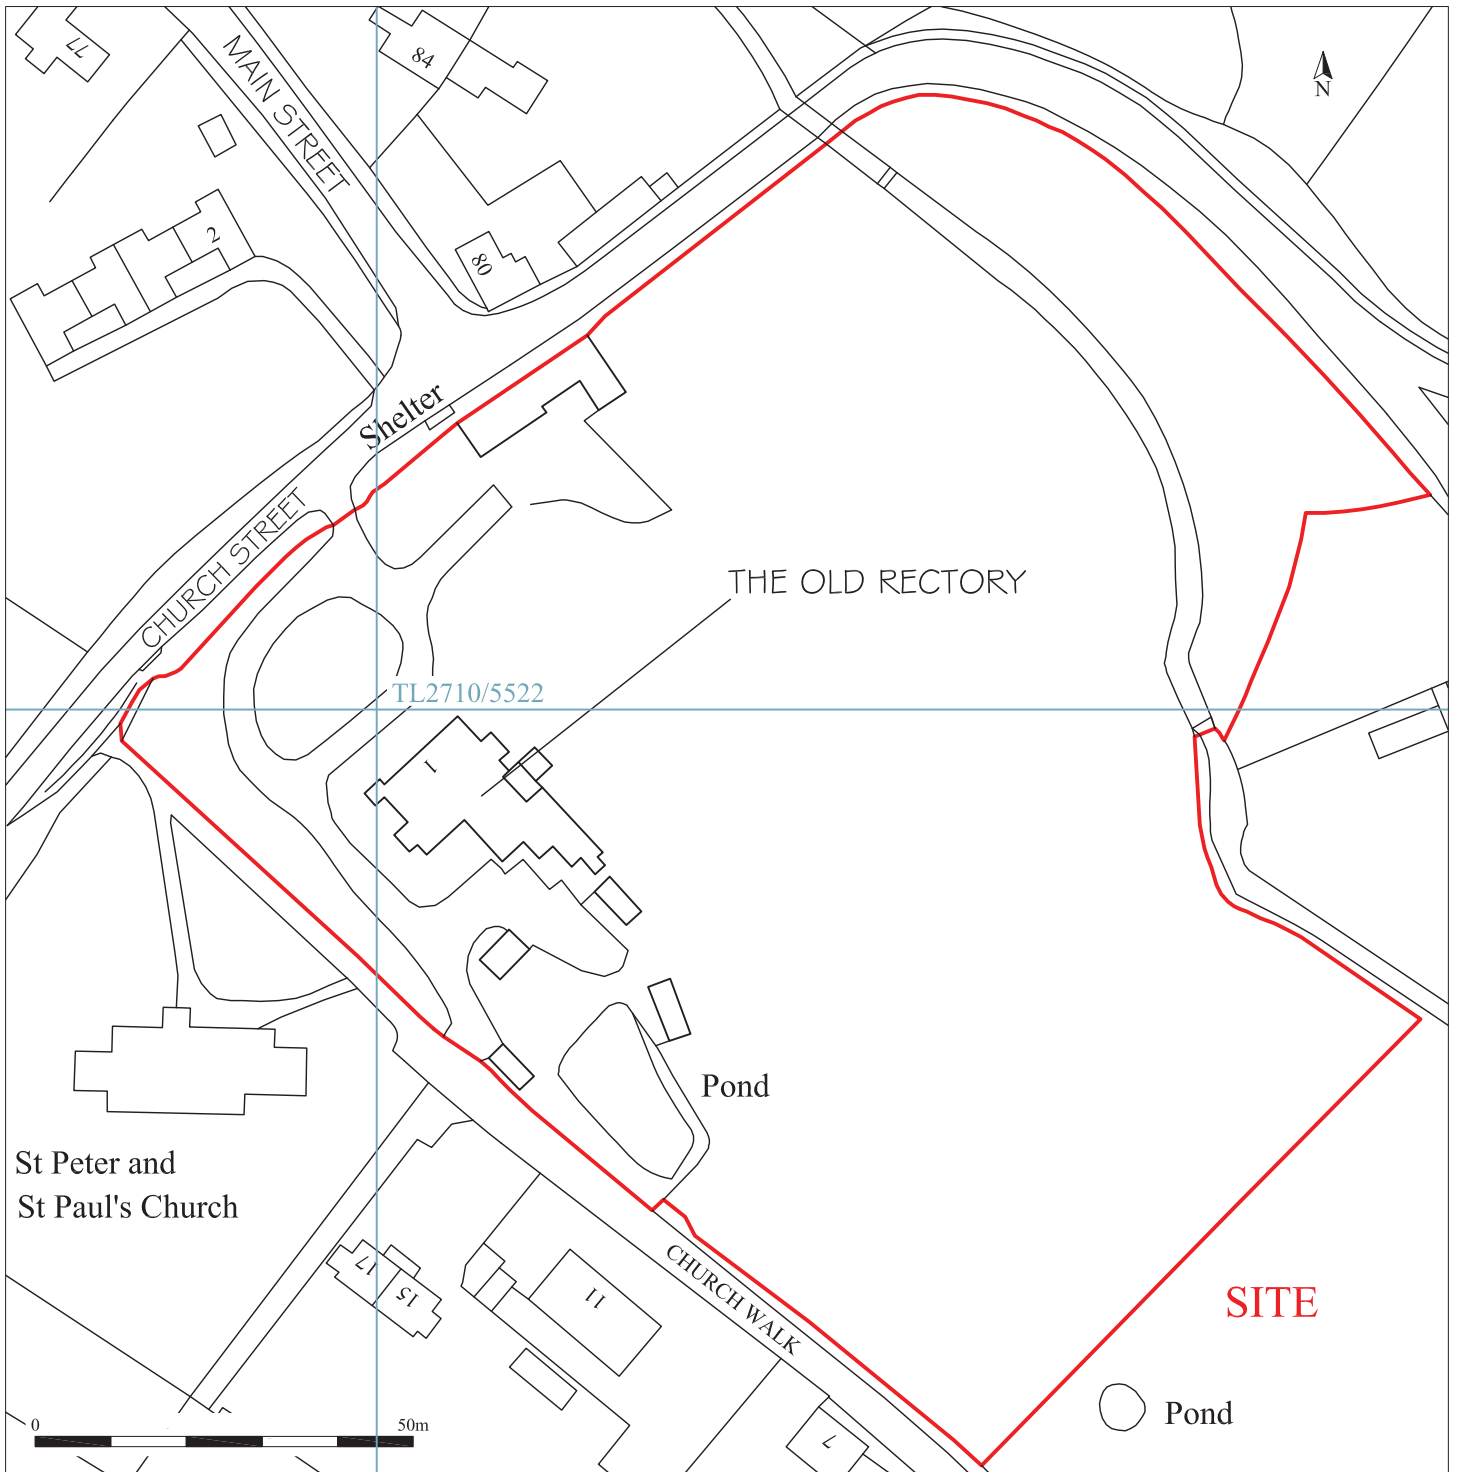 77
MAIN STREET
84
N
2
80
Shelter
CHURCH STREET
THE OLD RECTORY
TL2710/5522
1
Pond
St Peter and
St Paul's Church
17
15
11
CHURCH WALK
SITE
Pond
7
0 50m